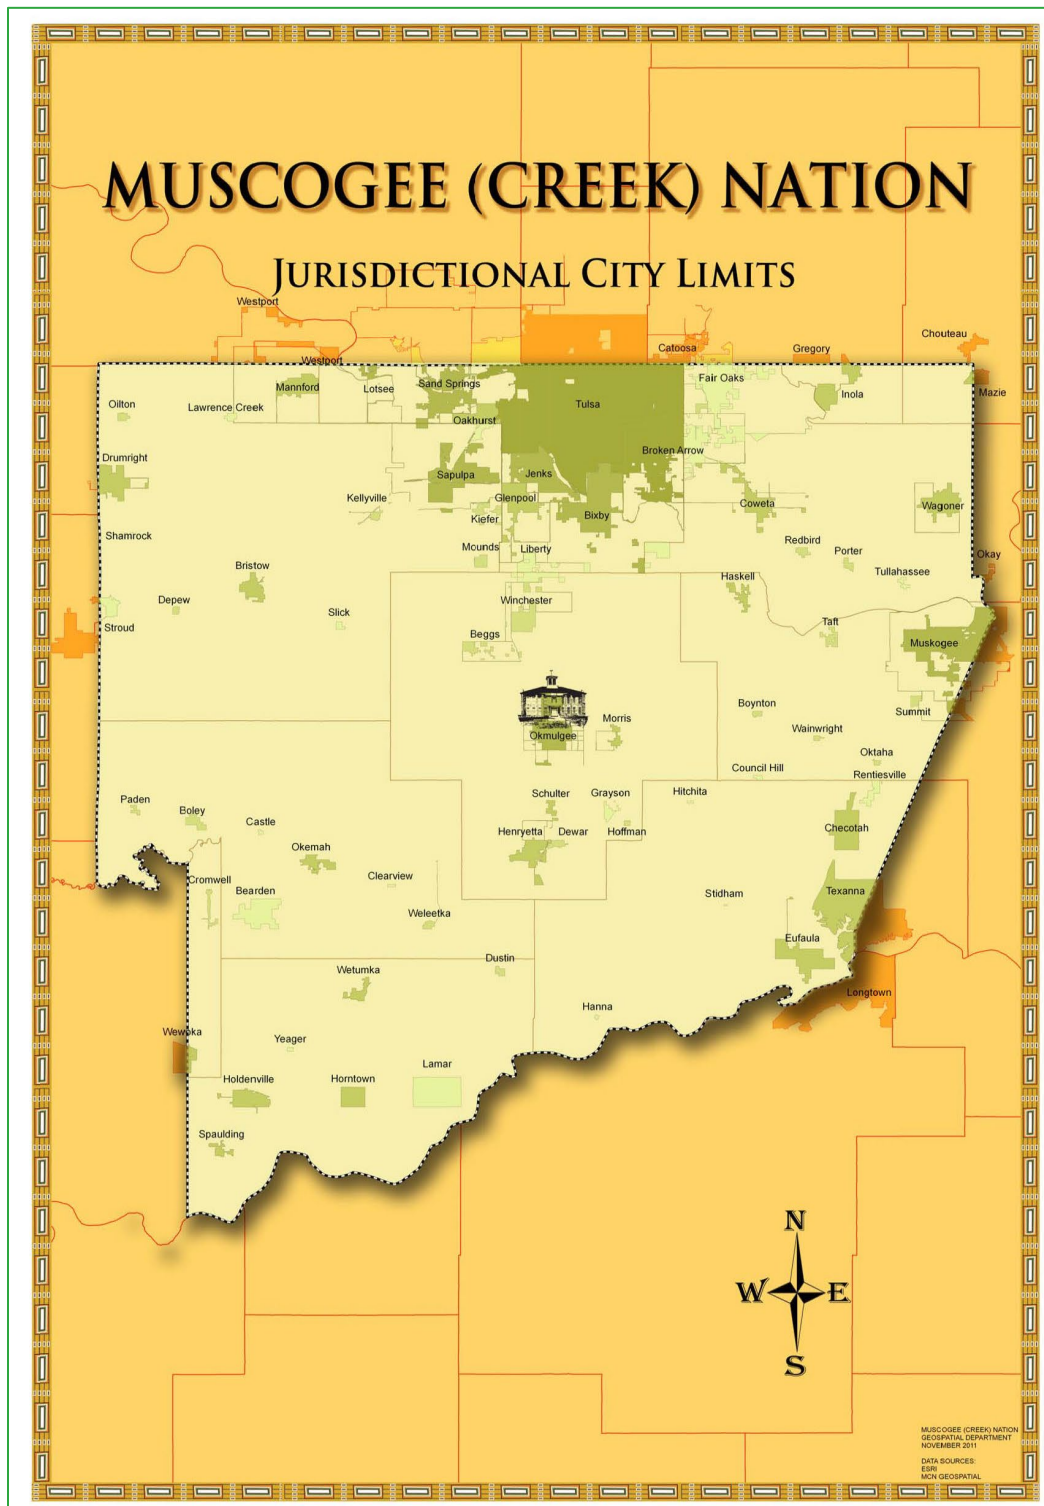 MUSCOGEE (CREEK) NATION
JURISDICTIONAL CITY LIMITS
Westport
Chouteau
Catoosa
Gregory
Westport
Fair Oaks
Mannford
Lotsee
Sand Springs
Inola
Mazie
Oilton
Lawrence Creek
Tulsa
Oakhurst
Broken Arrow
Drumright
Sapulpa
Jenks
Kellyville
Glenpool
Coweta
Wagoner
Kiefer
Bixby
Shamrock
Redbird
Mounds
Liberty
Porter
Okay
Bristow
Haskell
Tullahassee
Depew
Slick
Winchester
Stroud
Taft
Beggs
Muskogee
Boynton
Summit
Morris
Wainwright
Okmulgee
Oktaha
Council Hill
Rentiesville
Paden
Schulter
Grayson
Hitchita
Boley
Castle
Henryetta
Dewar
Hoffman
Checotah
Okemah
Clearview
Cromwell
Bearden
Stidham
Texanna
Weleetka
Eufaula
Dustin
Wetumka
Longtown
Hanna
Wewoka
Yeager
Lamar
Holdenville
Horntown
Spaulding
N
W E
S
MUSCOGEE (CREEK) NATION
GEOSPATIAL DEPARTMENT
NOVEMBER 2011
DATA SOURCES:
ESRI
MCN GEOSPATIAL